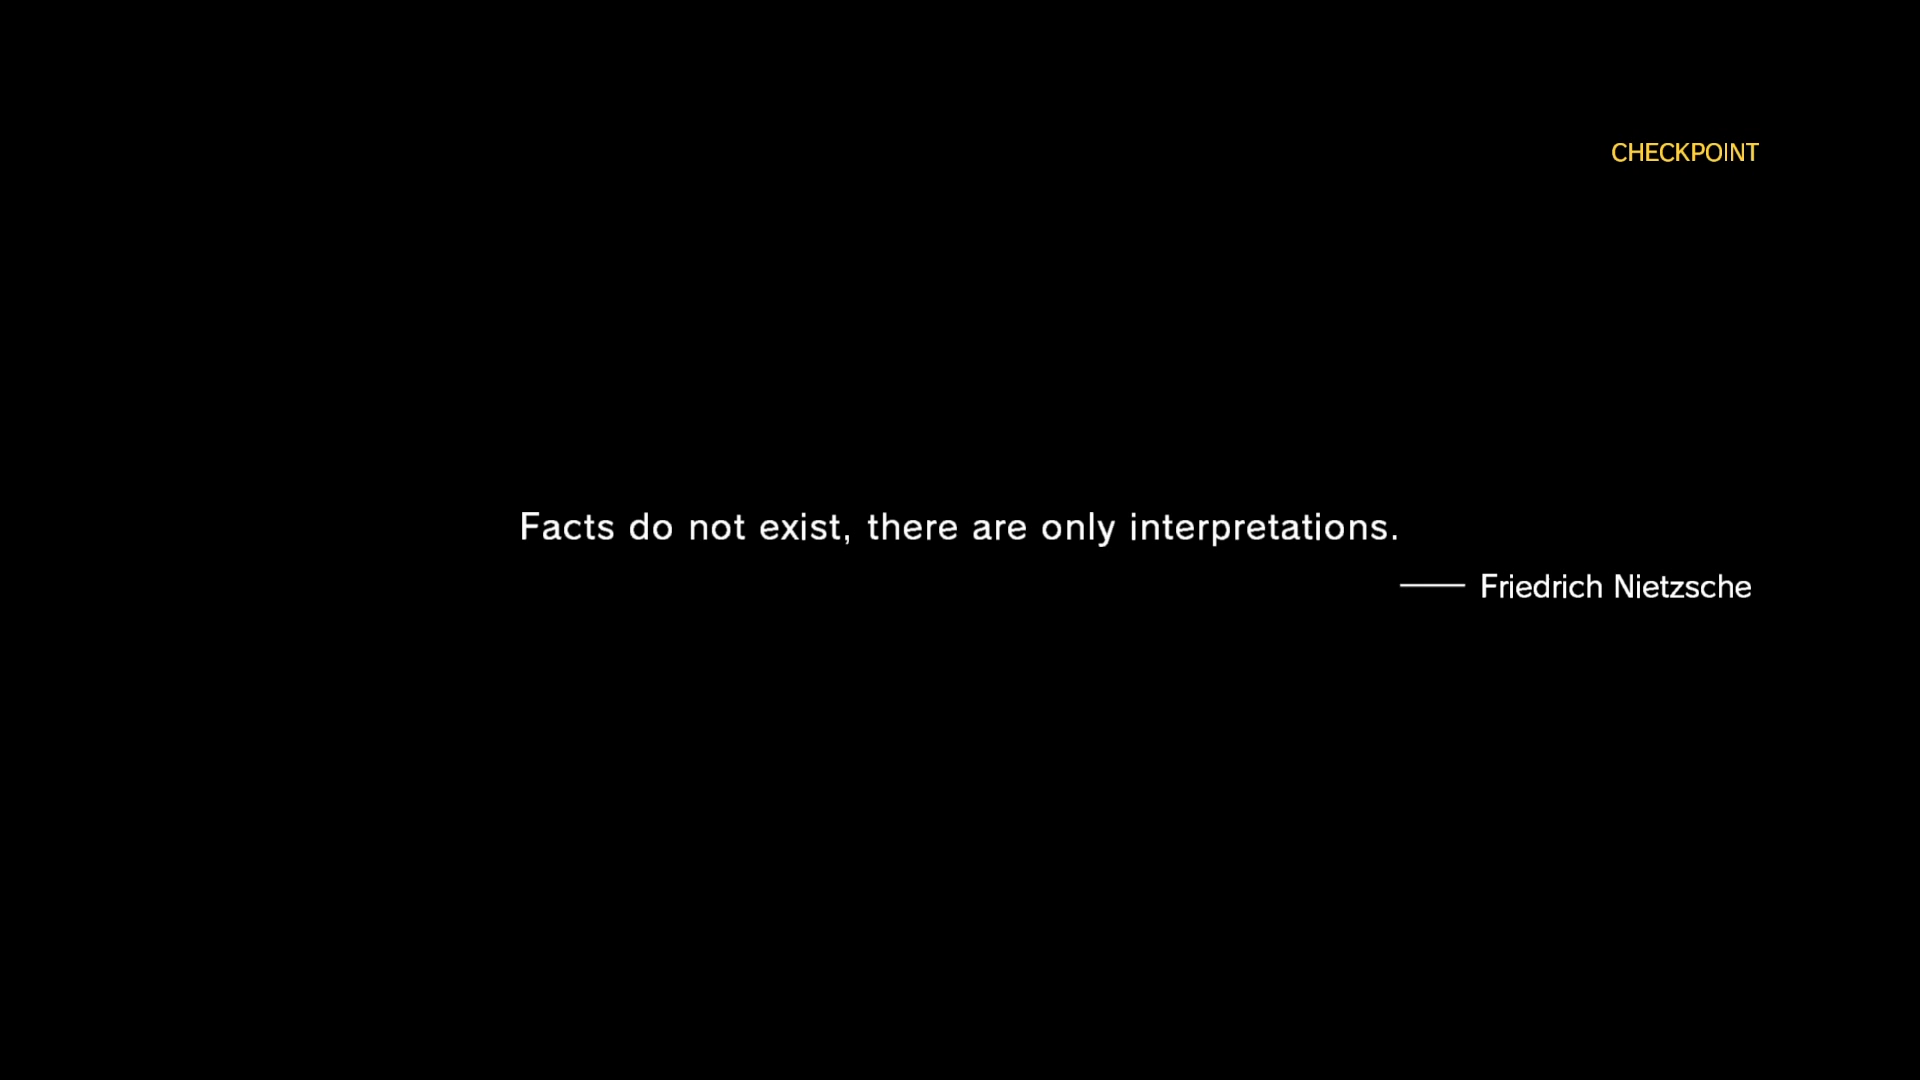 CHECKPOINT
Facts do not exist, there are only interpretations.
—— Friedrich Nietzsche